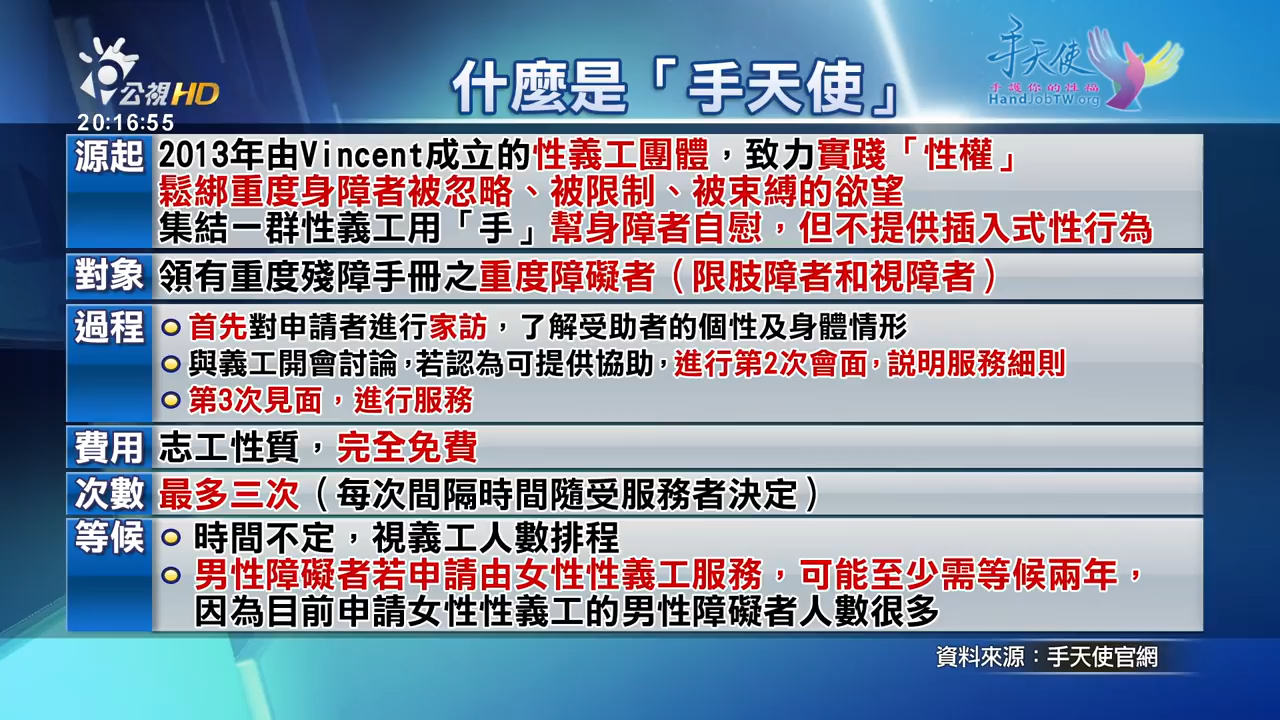 公視HD
20:16:55
什麼是「手天使」
手天使
手護你的性福
HandJobTW.org
源起
2013年由Vincent成立的性義工團體，致力實踐「性權」
鬆綁重度身障者被忽略、被限制、被束縛的欲望
集結一群性義工用「手」幫身障者自慰，但不提供插入式性行為
對象
領有重度殘障手冊之重度障礙者（限肢障者和視障者）
過程
首先對申請者進行家訪，了解受助者的個性及身體情形
與義工開會討論，若認為可提供協助，進行第2次會面，説明服務細則
第3次見面，進行服務
費用
志工性質，完全免費
次數
最多三次（每次間隔時間隨受服務者決定）
等候
時間不定，視義工人數排程
男性障礙者若申請由女性性義工服務，可能至少需等候兩年，
因為目前申請女性性義工的男性障礙者人數很多
資料來源：手天使官網